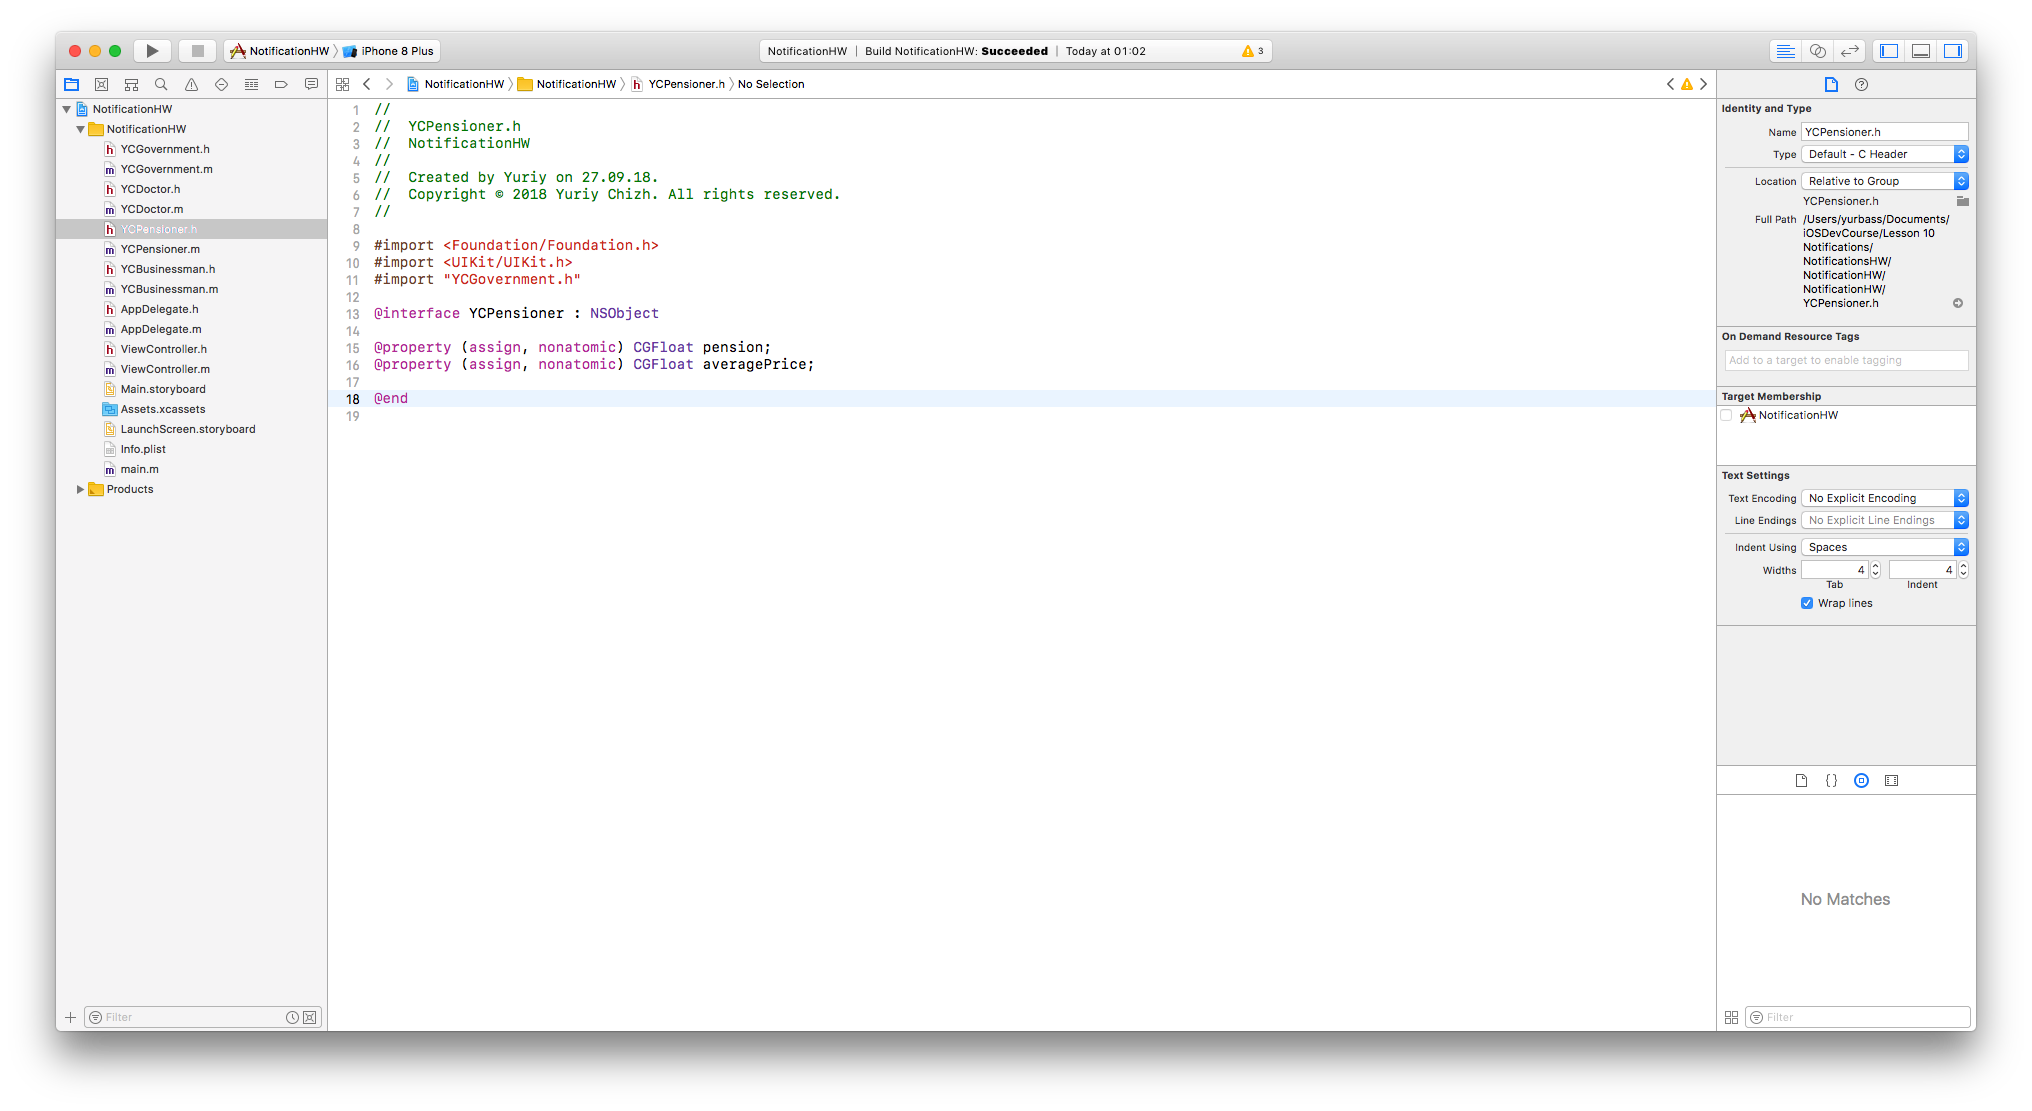 NotificationHW iPhone 8 Plus
NotificationHW | Build NotificationHW: Succeeded | Today at 01:02
3
NotificationHW
NotificationHW
YCGovernment.h
YCGovernment.m
YCDoctor.h
YCDoctor.m
YCPensioner.h
YCPensioner.m
YCBusinessman.h
YCBusinessman.m
AppDelegate.h
AppDelegate.m
ViewController.h
ViewController.m
Main.storyboard
Assets.xcassets
LaunchScreen.storyboard
Info.plist
main.m
Products
Filter
NotificationHW NotificationHW YCPensioner.h No Selection
1 //
2 //  YCPensioner.h
3 //  NotificationHW
4 //
5 //  Created by Yuriy on 27.09.18.
6 //  Copyright © 2018 Yuriy Chizh. All rights reserved.
7 //
8
9 #import <Foundation/Foundation.h>
10 #import <UIKit/UIKit.h>
11 #import "YCGovernment.h"
12
13 @interface YCPensioner : NSObject
14
15 @property (assign, nonatomic) CGFloat pension;
16 @property (assign, nonatomic) CGFloat averagePrice;
17
18 @end
19
Identity and Type
Name YCPensioner.h
Type Default - C Header
Location Relative to Group
YCPensioner.h
Full Path /Users/yurbass/Documents/
iOSDevCourse/Lesson 10
Notifications/
NotificationsHW/
NotificationHW/
NotificationHW/
YCPensioner.h
On Demand Resource Tags
Add to a target to enable tagging
Target Membership
NotificationHW
Text Settings
Text Encoding No Explicit Encoding
Line Endings No Explicit Line Endings
Indent Using Spaces
Widths 4 4
Tab Indent
Wrap lines
{}
No Matches
Filter